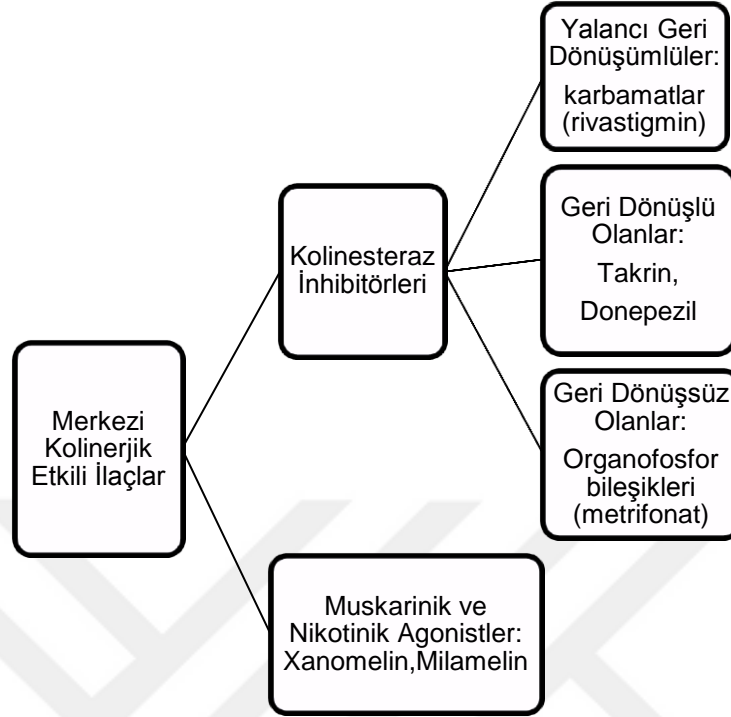 Yalancı Geri
Dönüşümlüler:
karbamatlar
(rivastigmin)
Kolinesteraz
İnhibitörleri
Geri Dönüşlü
Olanlar:
Takrin,
Donepezil
Merkezi
Kolinerjik
Etkili İlaçlar
Geri Dönüşsüz
Olanlar:
Organofosfor
bileşikleri
(metrifonat)
Muskarinik ve
Nikotinik Agonistler:
Xanomelin,Milamelin